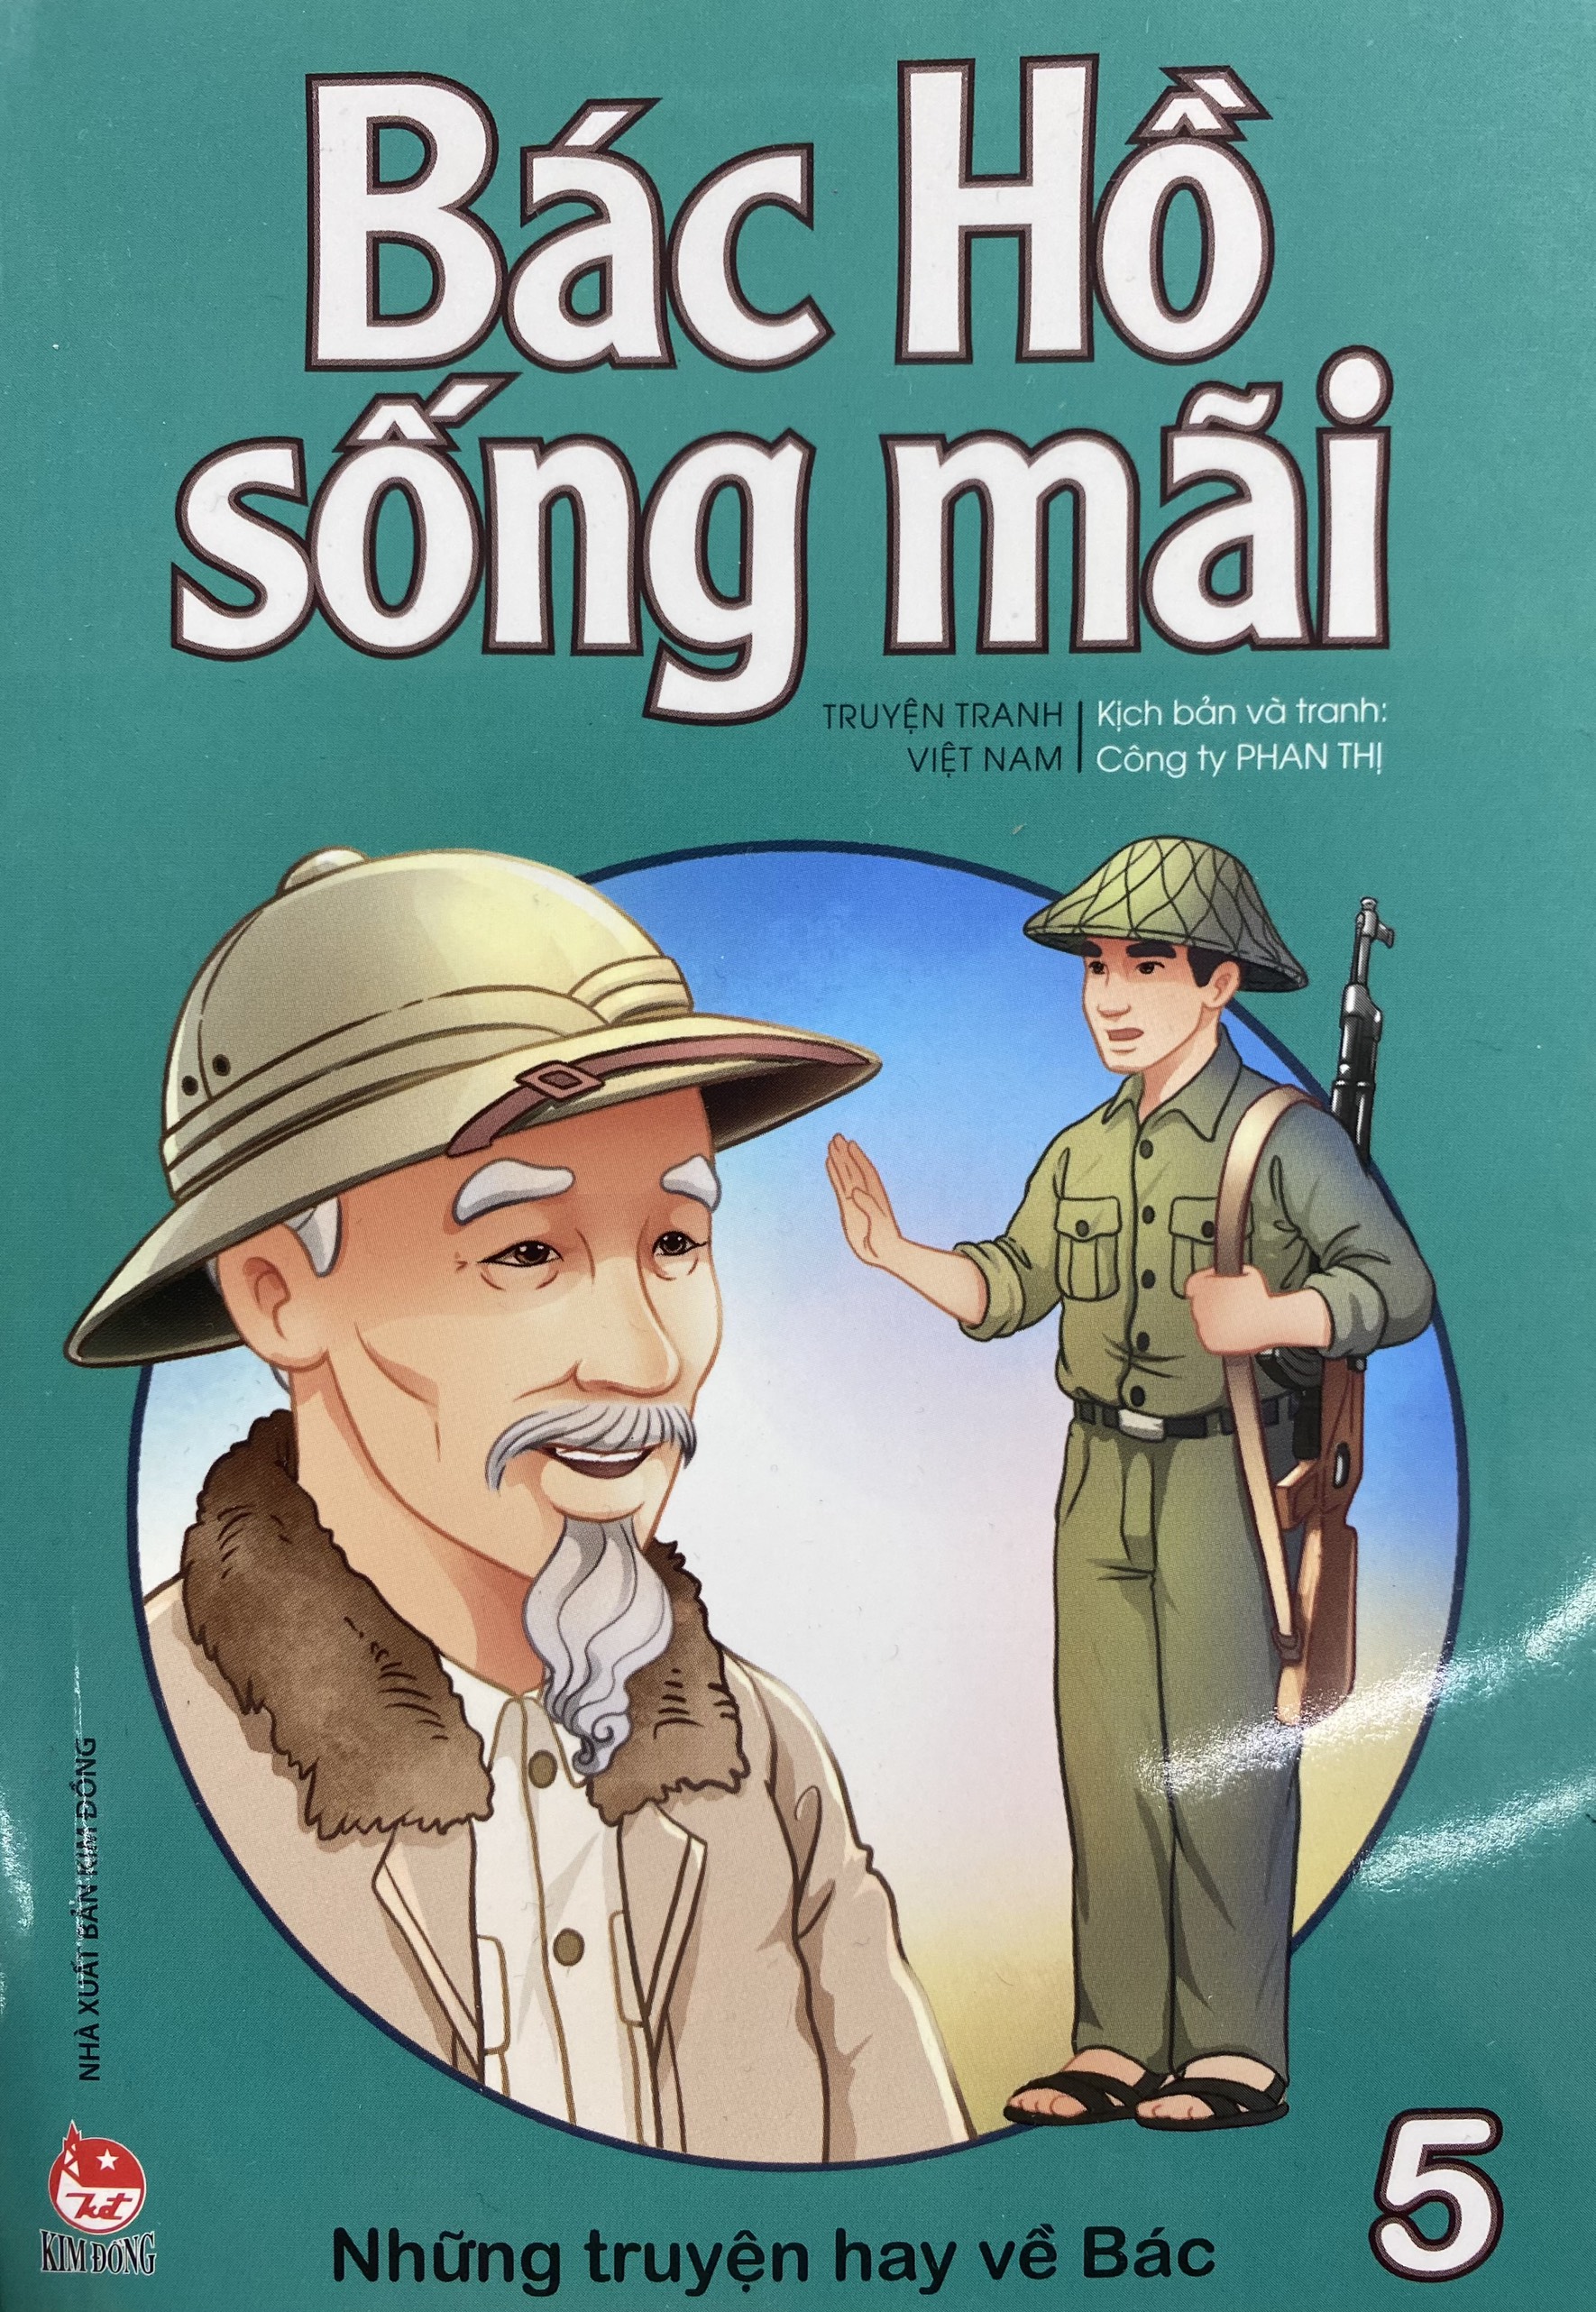 Bác Hồ
sống mãi
TRUYỆN TRANH
VIỆT NAM
Kịch bản và tranh:
Công ty PHAN THỊ
NHÀ XUẤT BẢN KIM ĐỒNG
kđ
KIM ĐỒNG
Những truyện hay về Bác
5